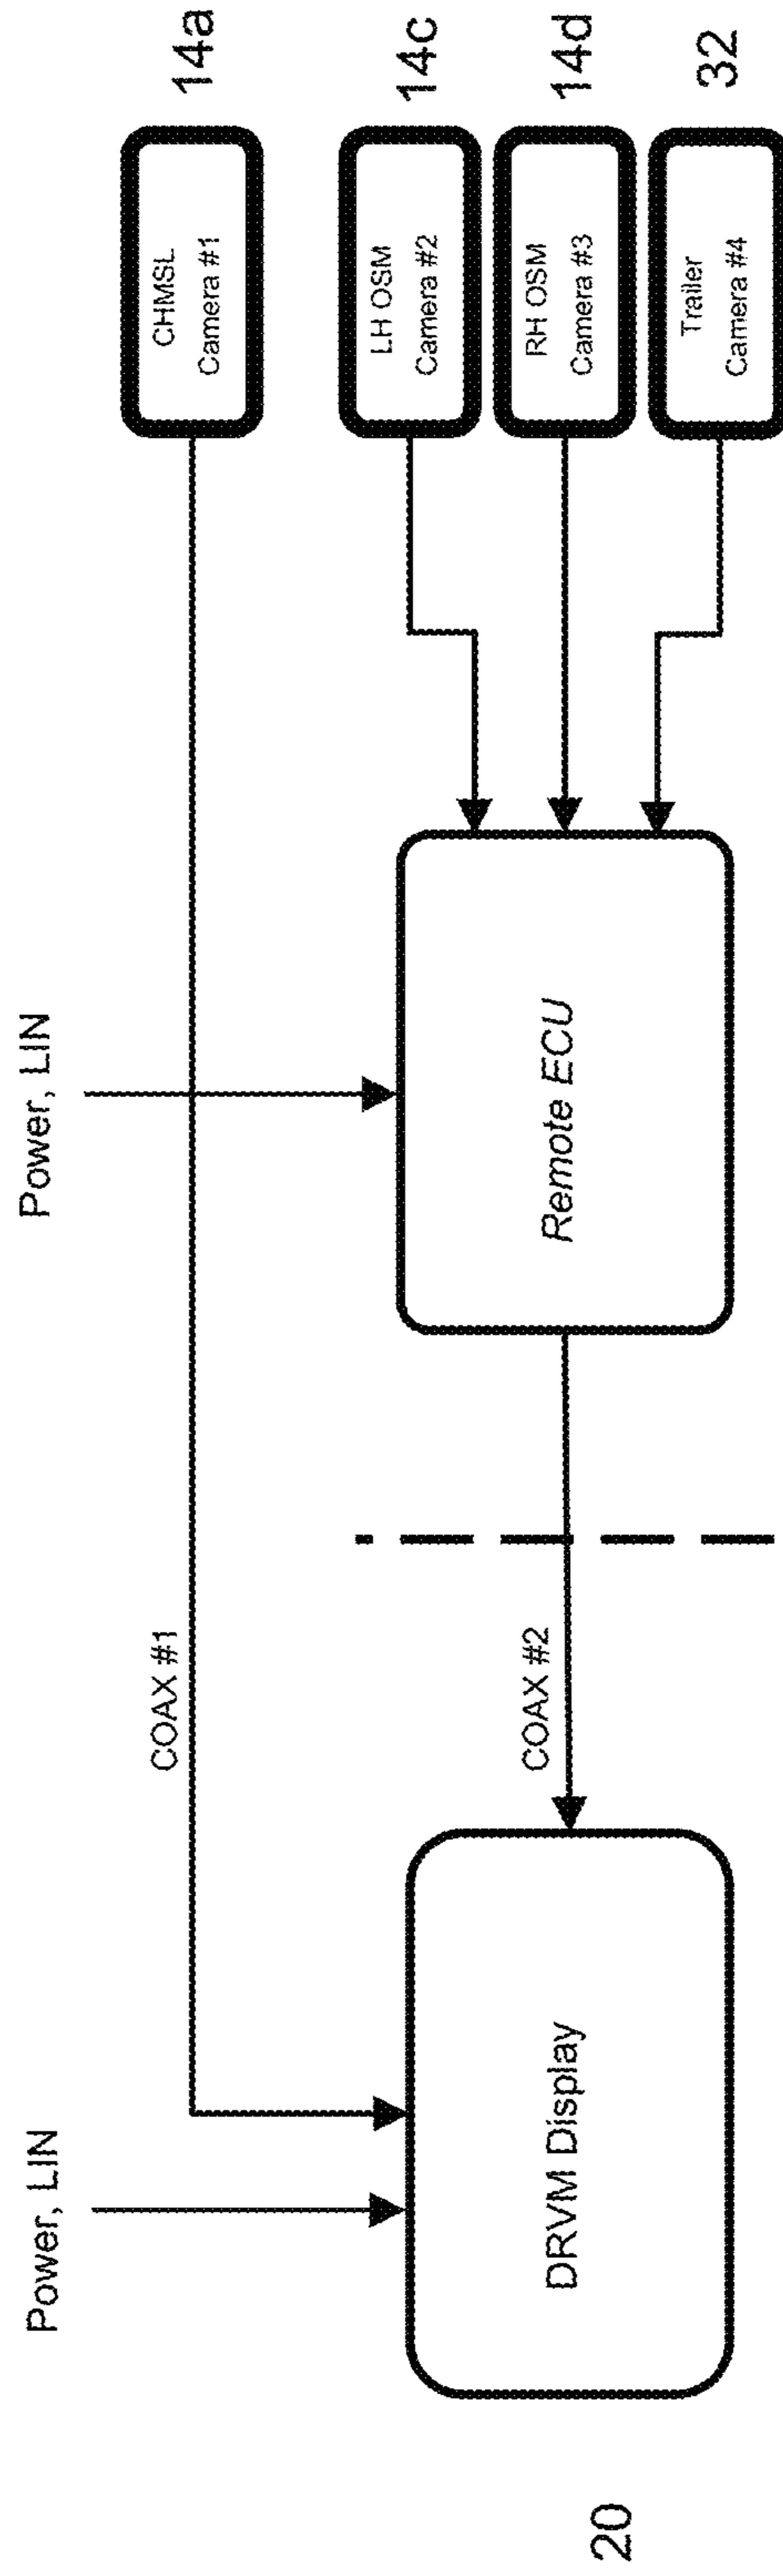 Power, LIN
Power, LIN
COAX #1
CHMSL
Camera #1
14a
LH OSM
Camera #2
14c
DRVM Display
COAX #2
Remote ECU
RH OSM
Camera #3
14d
Trailer
Camera #4
32
20